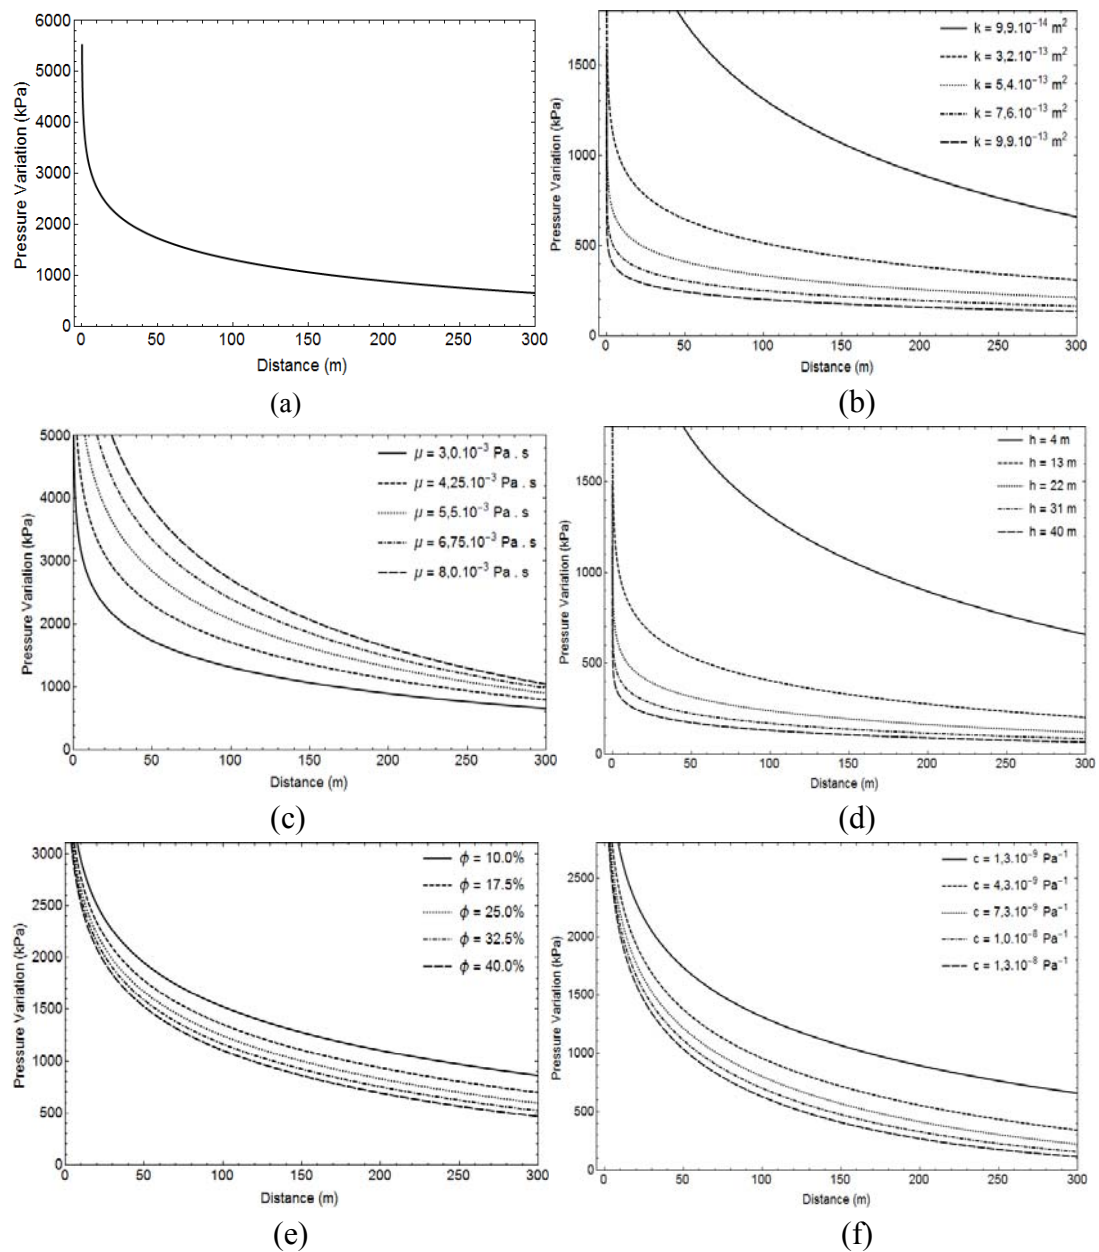 6000
5000
4000
3000
2000
1000
0
Pressure Variation (kPa)
0 50 100 150 200 250 300
Distance (m)
(a)
1500
1000
500
0
Pressure Variation (kPa)
k = 9,9.10⁻¹⁴ m²
k = 3,2.10⁻¹³ m²
k = 5,4.10⁻¹³ m²
k = 7,6.10⁻¹³ m²
k = 9,9.10⁻¹³ m²
0 50 100 150 200 250 300
Distance (m)
(b)
5000
4000
3000
2000
1000
0
Pressure Variation (kPa)
μ = 3,0.10⁻³ Pa . s
μ = 4,25.10⁻³ Pa . s
μ = 5,5.10⁻³ Pa . s
μ = 6,75.10⁻³ Pa . s
μ = 8,0.10⁻³ Pa . s
0 50 100 150 200 250 300
Distance (m)
(c)
1500
1000
500
0
Pressure Variation (kPa)
h = 4 m
h = 13 m
h = 22 m
h = 31 m
h = 40 m
0 50 100 150 200 250 300
Distance (m)
(d)
3000
2500
2000
1500
1000
500
0
Pressure Variation (kPa)
ϕ = 10.0%
ϕ = 17.5%
ϕ = 25.0%
ϕ = 32.5%
ϕ = 40.0%
0 50 100 150 200 250 300
Distance (m)
(e)
2500
2000
1500
1000
500
0
Pressure Variation (kPa)
c = 1,3.10⁻⁹ Pa⁻¹
c = 4,3.10⁻⁹ Pa⁻¹
c = 7,3.10⁻⁹ Pa⁻¹
c = 1,0.10⁻⁸ Pa⁻¹
c = 1,3.10⁻⁸ Pa⁻¹
0 50 100 150 200 250 300
Distance (m)
(f)